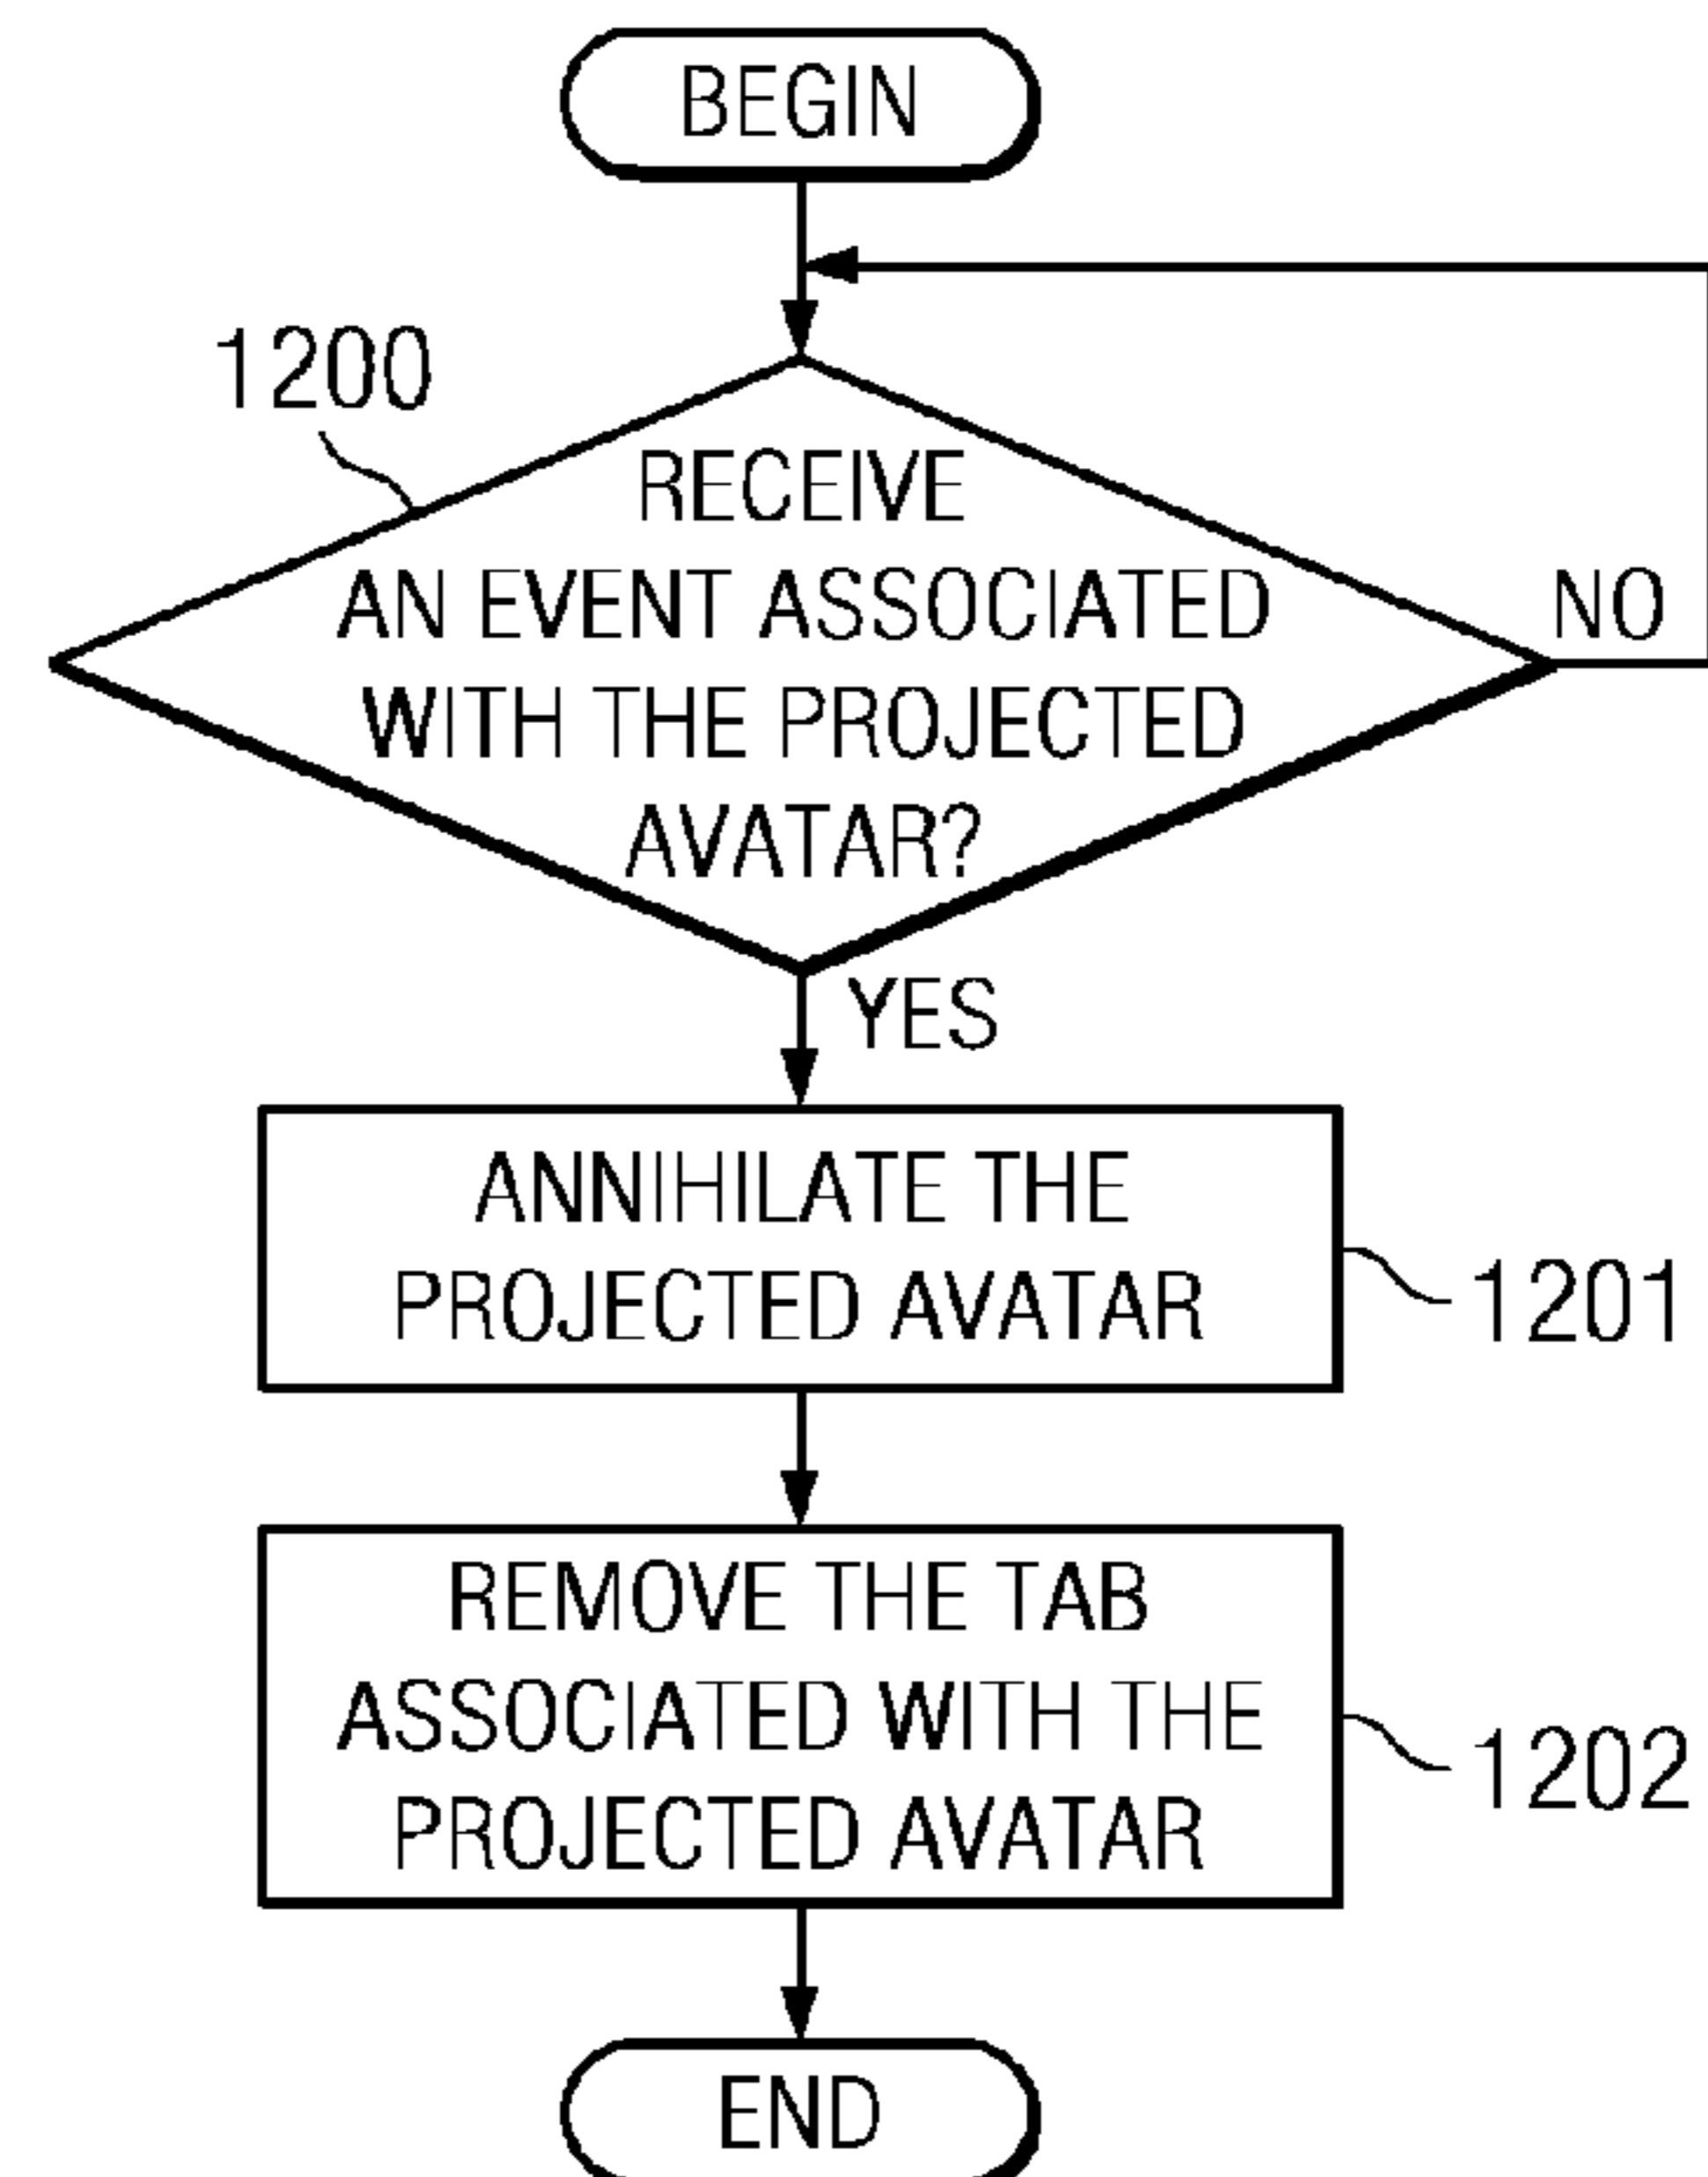 BEGIN
1200
RECEIVE
AN EVENT ASSOCIATED
WITH THE PROJECTED
AVATAR?
NO
YES
ANNIHILATE THE
PROJECTED AVATAR
1201
REMOVE THE TAB
ASSOCIATED WITH THE
PROJECTED AVATAR
1202
END